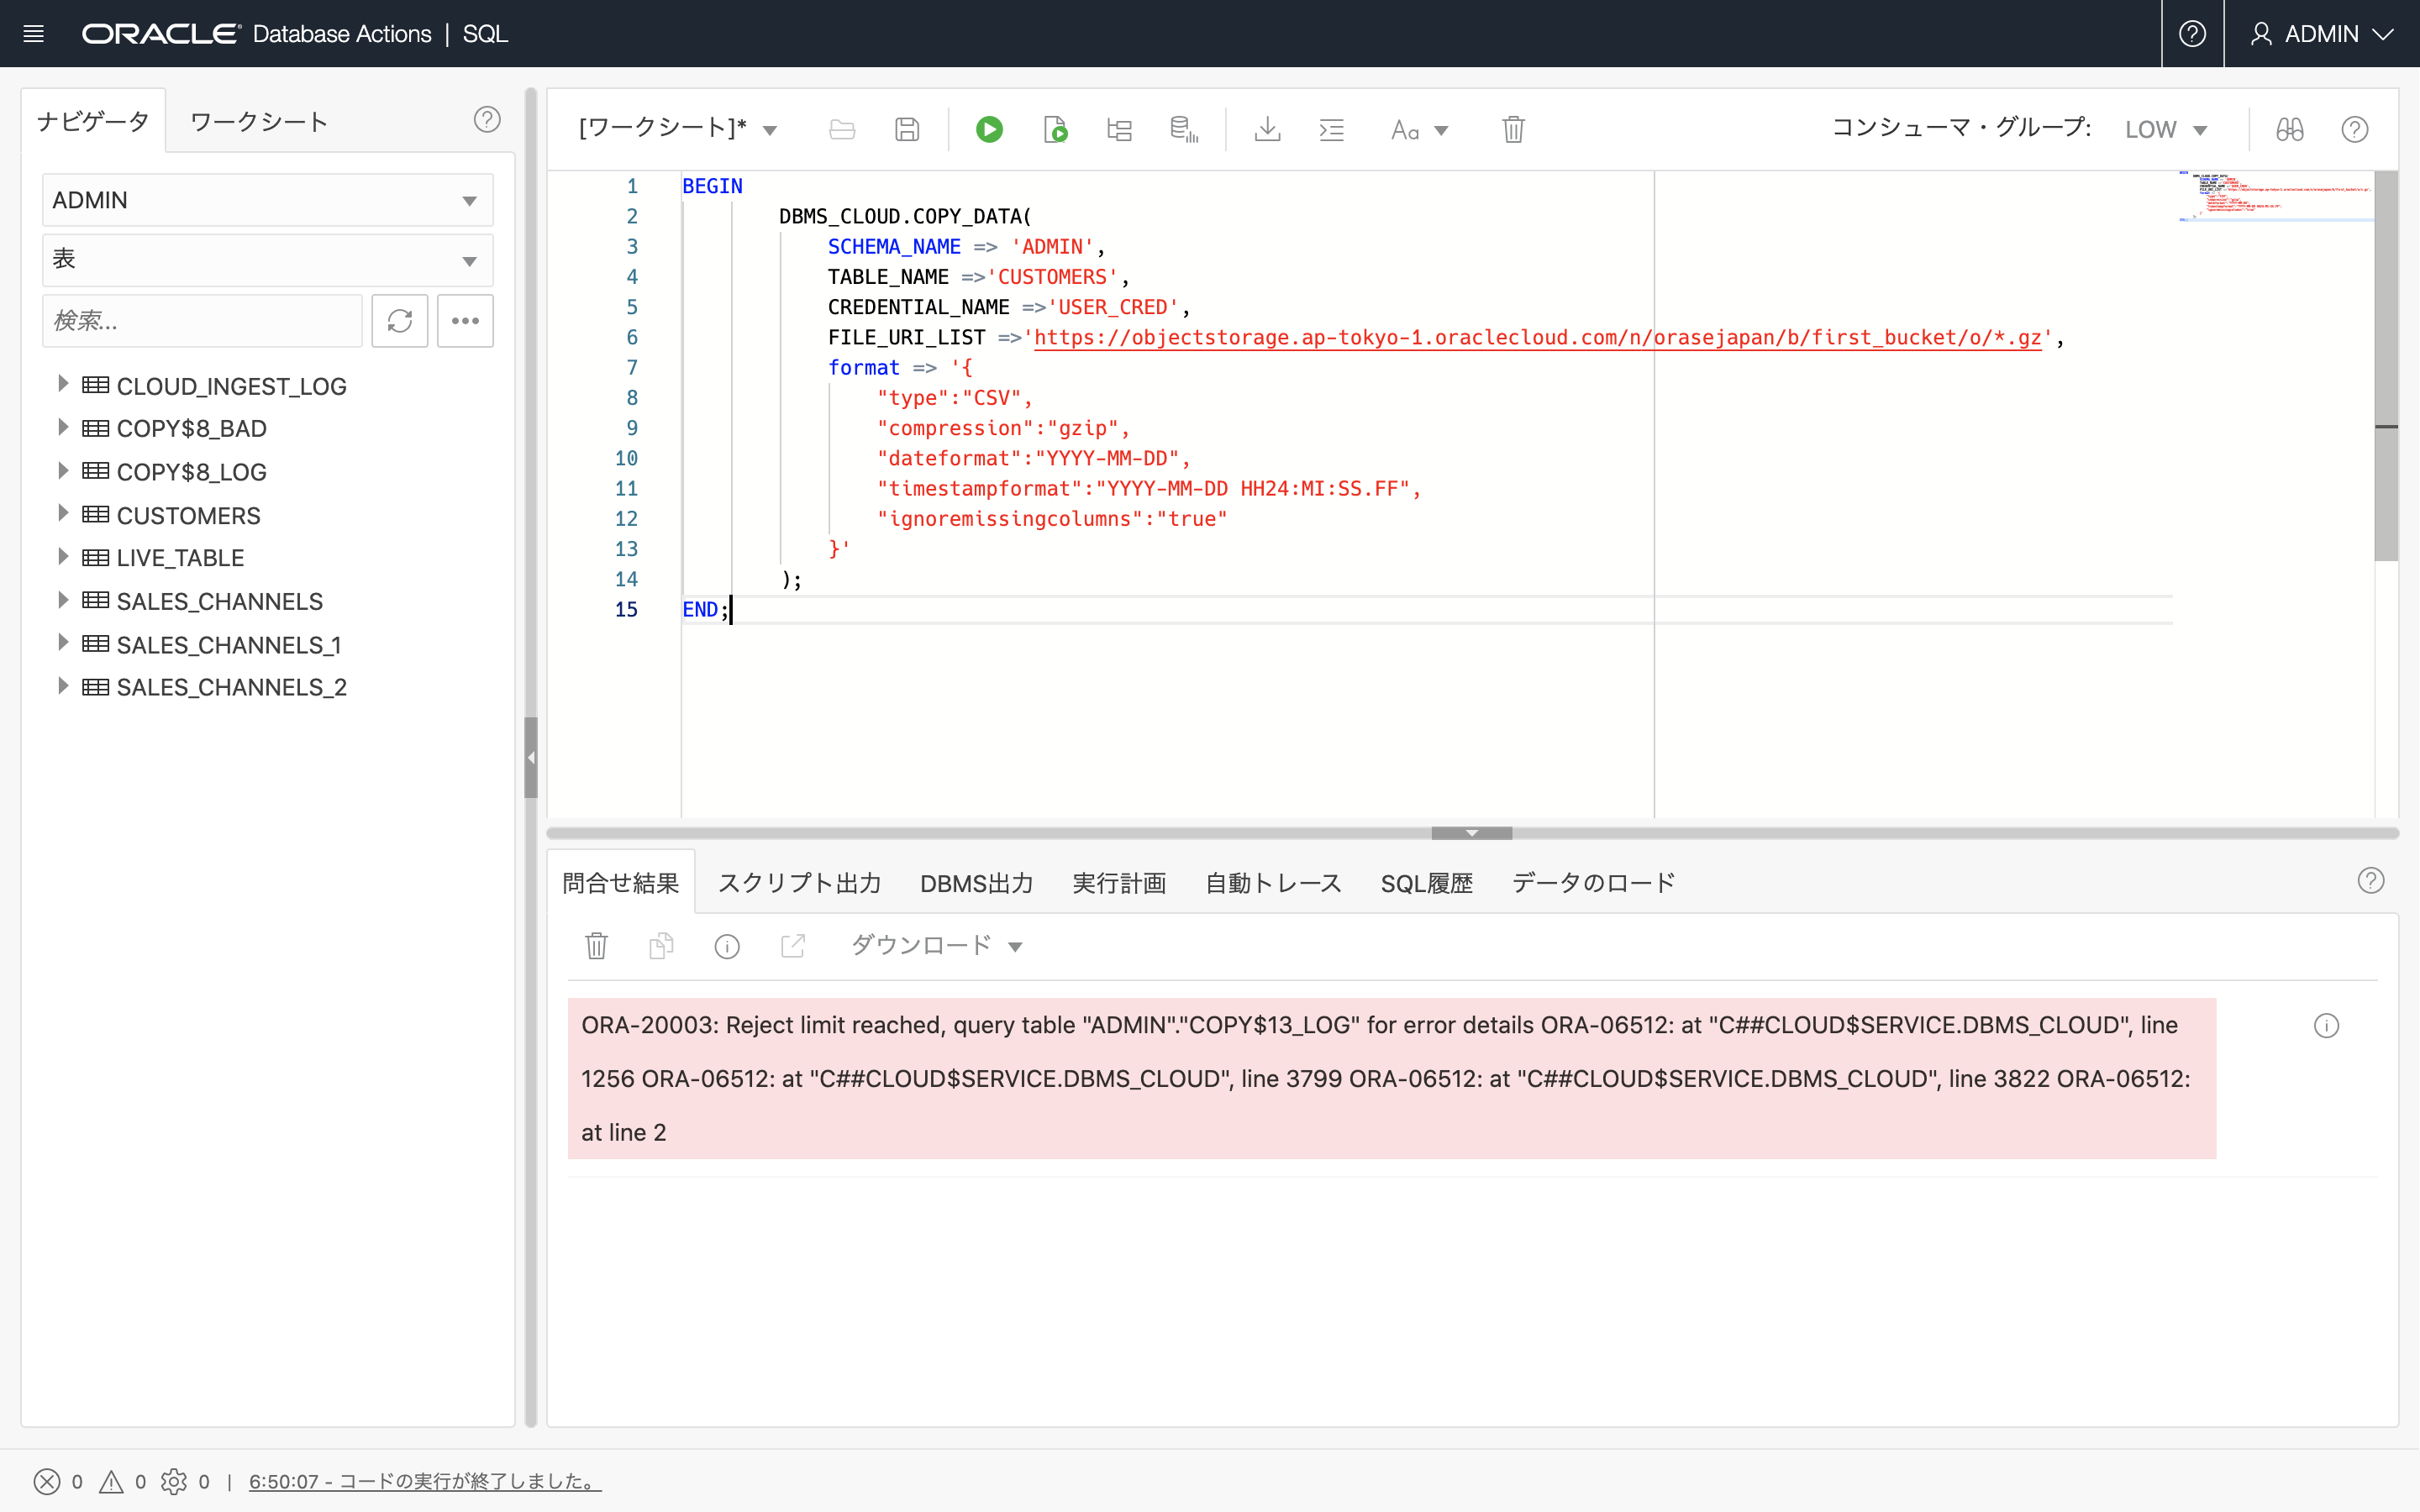 ORACLE Database Actions | SQL
ADMIN
ナビゲータ
ワークシート
ADMIN
表
検索...
CLOUD_INGEST_LOG
COPY$8_BAD
COPY$8_LOG
CUSTOMERS
LIVE_TABLE
SALES_CHANNELS
SALES_CHANNELS_1
SALES_CHANNELS_2
[ワークシート]*
Aa
コンシューマ・グループ: LOW
1 BEGIN
2 DBMS_CLOUD.COPY_DATA(
3 SCHEMA_NAME => 'ADMIN',
4 TABLE_NAME =>'CUSTOMERS',
5 CREDENTIAL_NAME =>'USER_CRED',
6 FILE_URI_LIST =>'https://objectstorage.ap-tokyo-1.oraclecloud.com/n/orasejapan/b/first_bucket/o/*.gz',
7 format => '{
8 "type":"CSV",
9 "compression":"gzip",
10 "dateformat":"YYYY-MM-DD",
11 "timestampformat":"YYYY-MM-DD HH24:MI:SS.FF",
12 "ignoremissingcolumns":"true"
13 }'
14 );
15 END;
問合せ結果 スクリプト出力 DBMS出力 実行計画 自動トレース SQL履歴 データのロード
ダウンロード
ORA-20003: Reject limit reached, query table "ADMIN"."COPY$13_LOG" for error details ORA-06512: at "C##CLOUD$SERVICE.DBMS_CLOUD", line
1256 ORA-06512: at "C##CLOUD$SERVICE.DBMS_CLOUD", line 3799 ORA-06512: at "C##CLOUD$SERVICE.DBMS_CLOUD", line 3822 ORA-06512:
at line 2
0 0 0 | 6:50:07 - コードの実行が終了しました。